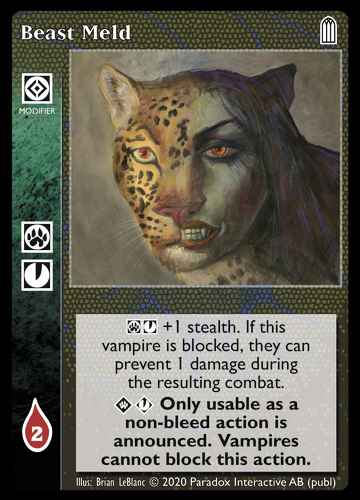 Beast Meld
MODIFIER
+1 stealth. If this
vampire is blocked, they can
prevent 1 damage during
the resulting combat.
Only usable as a
non-bleed action is
announced. Vampires
cannot block this action.
2
Illus: Brian LeBlanc © 2020 Paradox Interactive AB (publ)